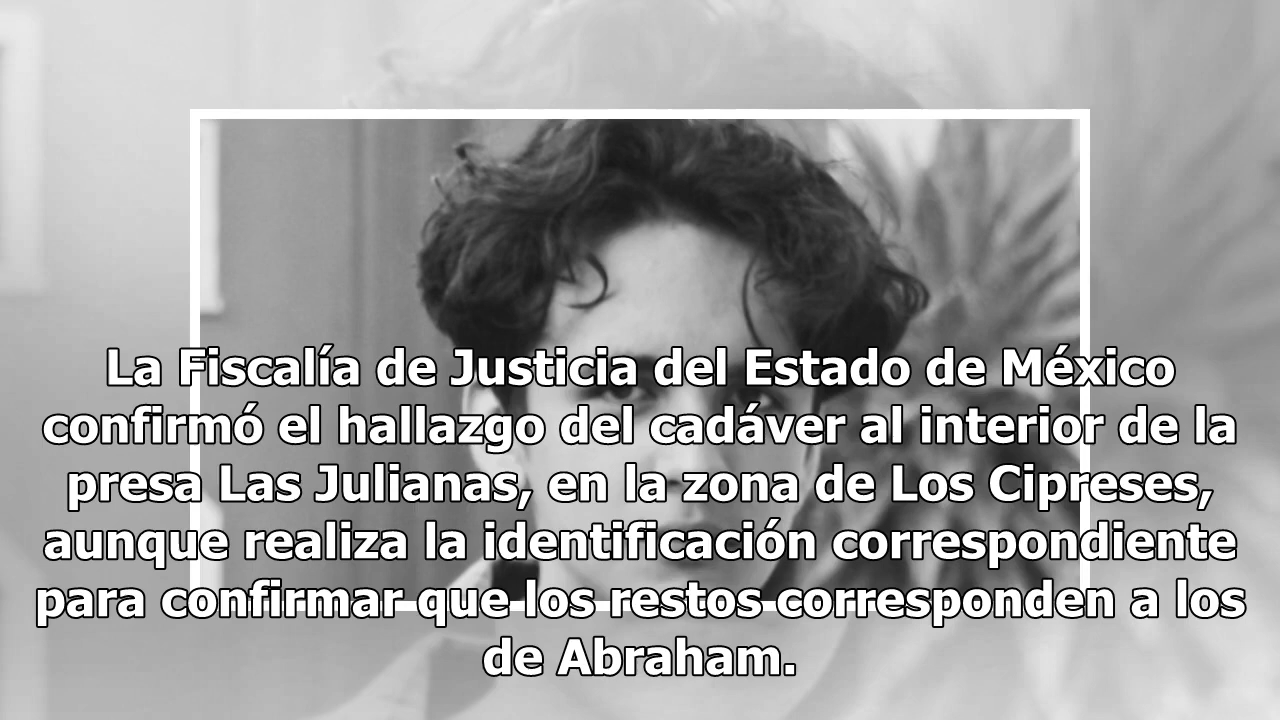 La Fiscalía de Justicia del Estado de México
confirmó el hallazgo del cadáver al interior de la
presa Las Julianas, en la zona de Los Cipreses,
aunque realiza la identificación correspondiente
para confirmar que los restos corresponden a los
de Abraham.